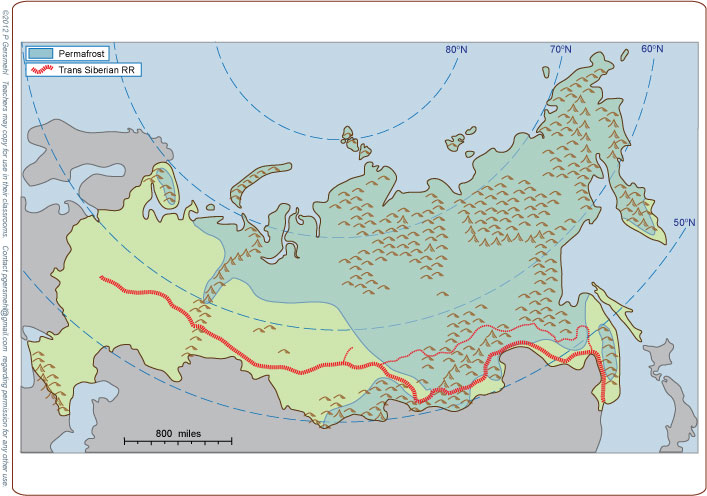 ©2012 P Gersmehl   Teachers may copy for use in their classrooms.   Contact pgersmehl@gmail.com   regarding permission for any other use.
Permafrost
Trans Siberian RR
80°N
70°N
60°N
50°N
800 miles